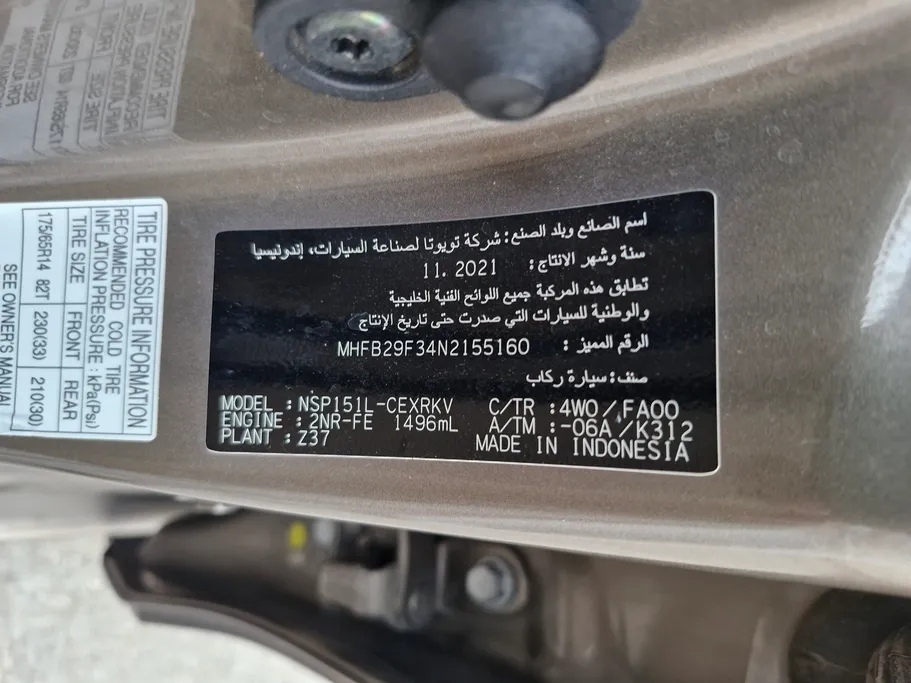 اسم الصانع وبلد الصنع: شركة تويوتا لصناعة السيارات، إندونيسيا
سنة وشهر الانتاج: 11. 2021
تطابق هذه المركبة جميع اللوائح الفنية الخليجية
والوطنية للسيارات التي صدرت حتى تاريخ الإنتاج
الرقم المميز: MHFB29F34N2155160
صنف: سيارة ركاب
MODEL : NSP151L-CEXRKV C/TR :4W0/FA00
ENGINE : 2NR-FE 1496mL A/TM :-06A/K312
PLANT : Z37 MADE IN INDONESIA
TIRE PRESSURE INFORMATION
RECOMMENDED COLD TIRE
INFLATION PRESSURE : kPa(Psi)
TIRE SIZE FRONT REAR
175/65R14 82T 230(33) 210(30)
SEE OWNER'S MANUAL